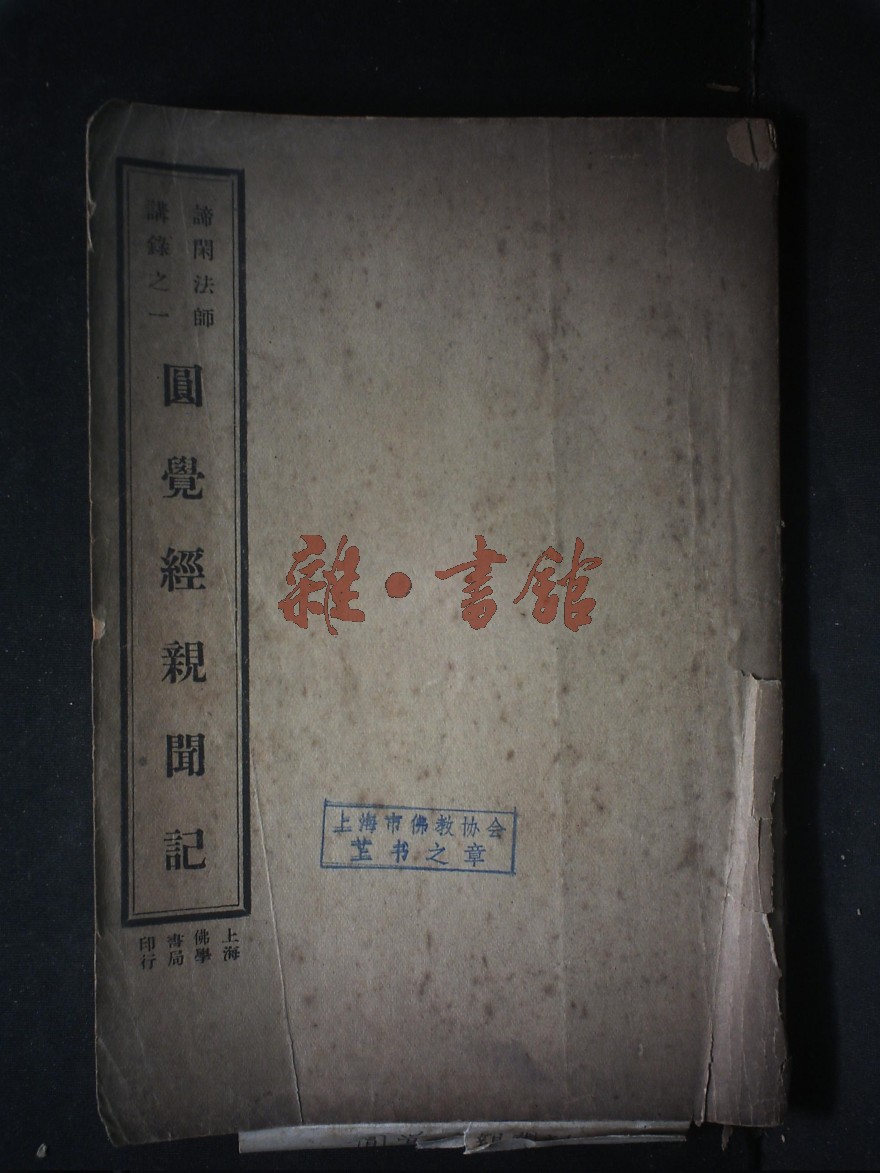 諦閑法師
講錄之一
圓覺經親聞記
上海
佛學
書局
印行
雜·書館
上海市佛教协会
书之章